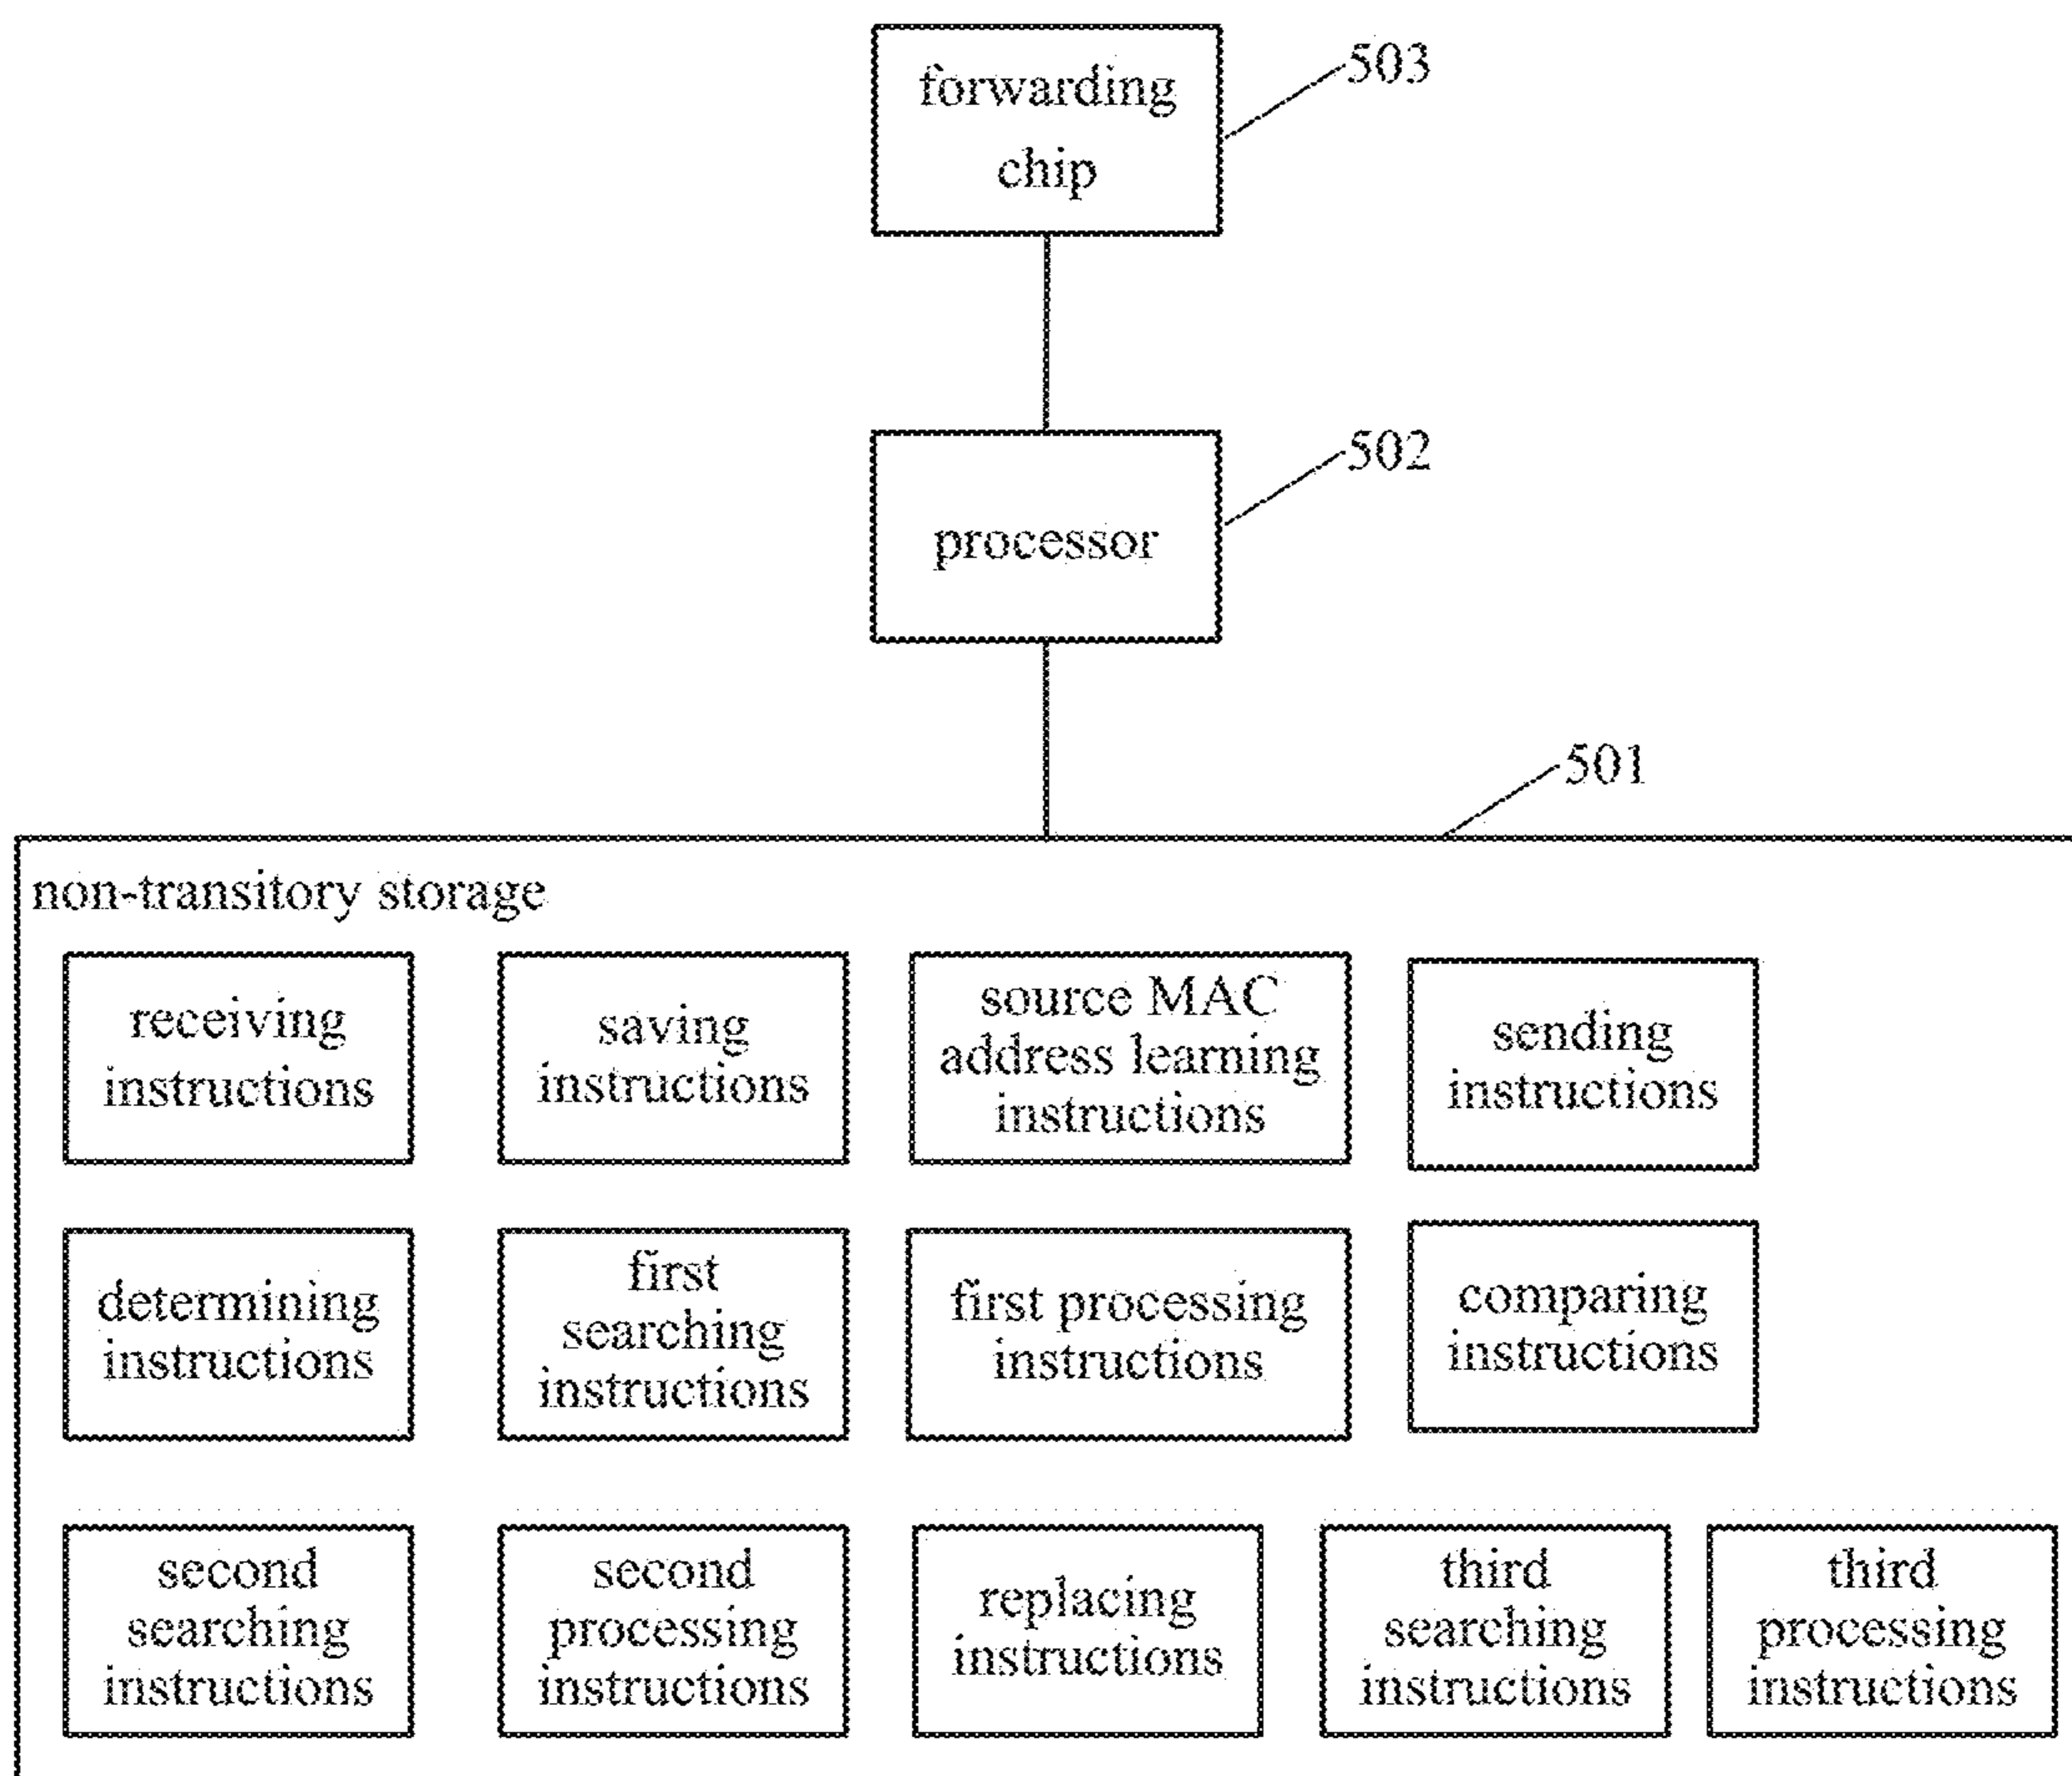 forwarding
chip
503
processor
502
501
non-transitory storage
receiving
instructions
saving
instructions
source MAC
address learning
instructions
sending
instructions
determining
instructions
first
searching
instructions
first processing
instructions
comparing
instructions
second
searching
instructions
second
processing
instructions
replacing
instructions
third
searching
instructions
third
processing
instructions